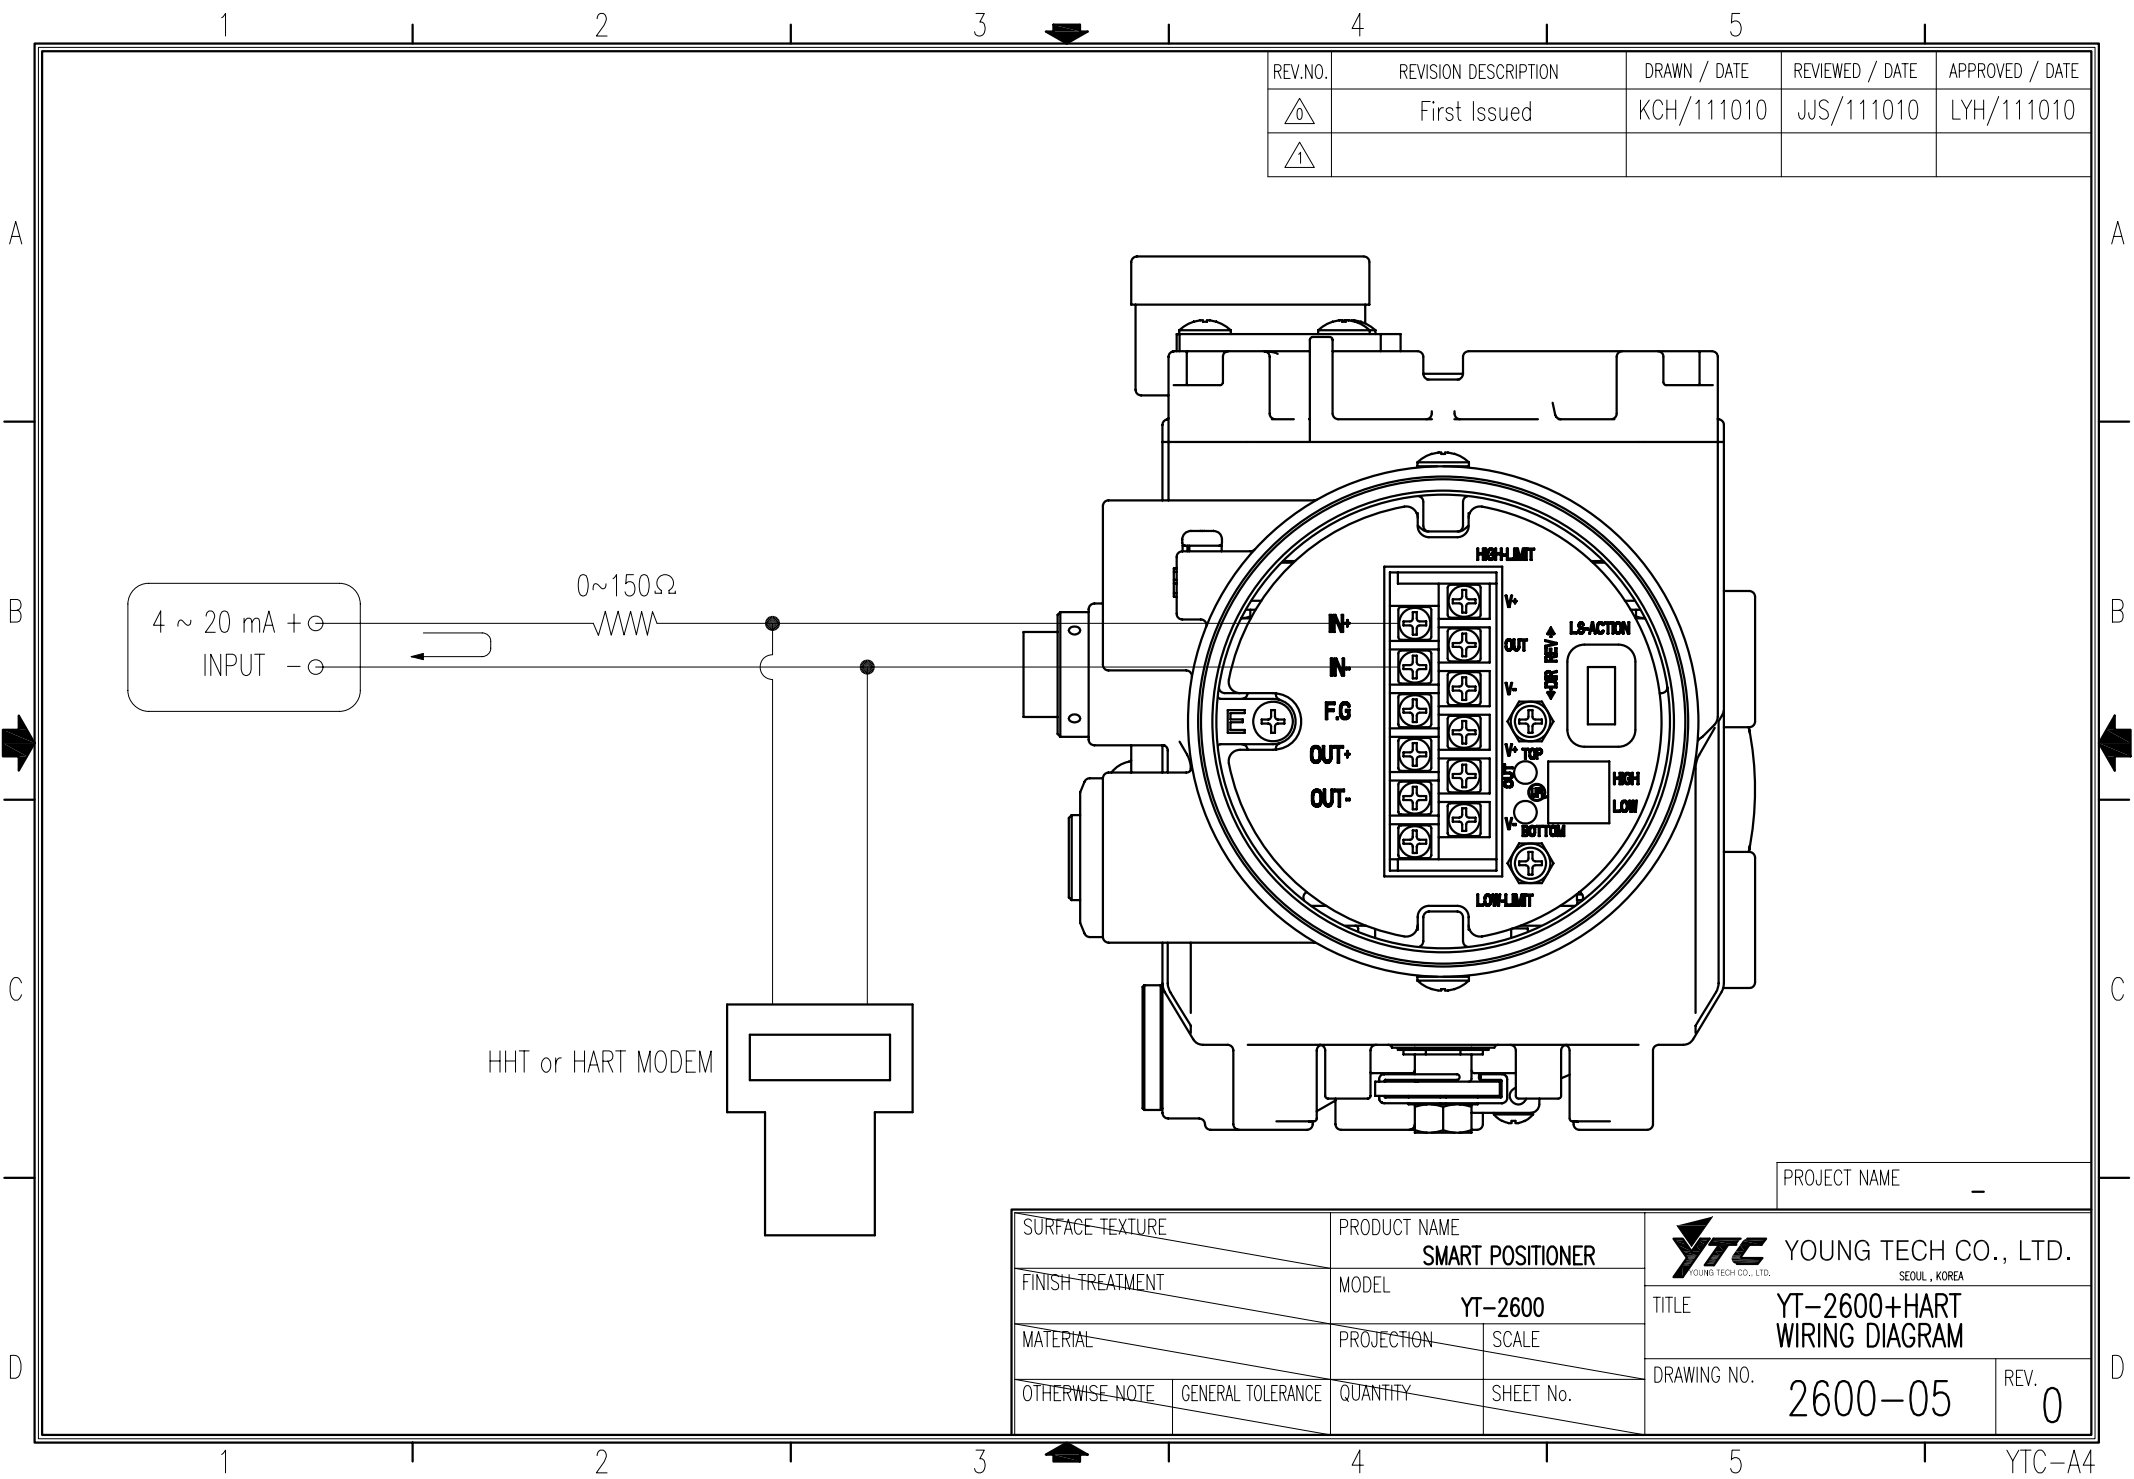 1 2 3 4 5
REV.NO. REVISION DESCRIPTION DRAWN / DATE REVIEWED / DATE APPROVED / DATE
0 First Issued KCH/111010 JJS/111010 LYH/111010
1
A A
HIGH-LIMIT
0~150Ω
B B
4 ~ 20 mA +
INPUT -
IN+
IN-
F.G
OUT+
OUT-
V+
OUT
V-
V+
OUT
V-
L.S-ACTION
DIR REV
E
TOP
HIGH
LOW
BOTTOM
LOW-LIMIT
C C
HHT or HART MODEM
PROJECT NAME -
SURFACE TEXTURE
FINISH TREATMENT
MATERIAL
OTHERWISE NOTE GENERAL TOLERANCE
PRODUCT NAME
SMART POSITIONER
MODEL
YT-2600
PROJECTION SCALE
QUANTITY SHEET No.
YTC
YOUNG TECH CO., LTD.
YOUNG TECH CO., LTD.
SEOUL , KOREA
TITLE YT-2600+HART
WIRING DIAGRAM
DRAWING NO. 2600-05 REV. 0
D D
1 2 3 4 5
YTC-A4